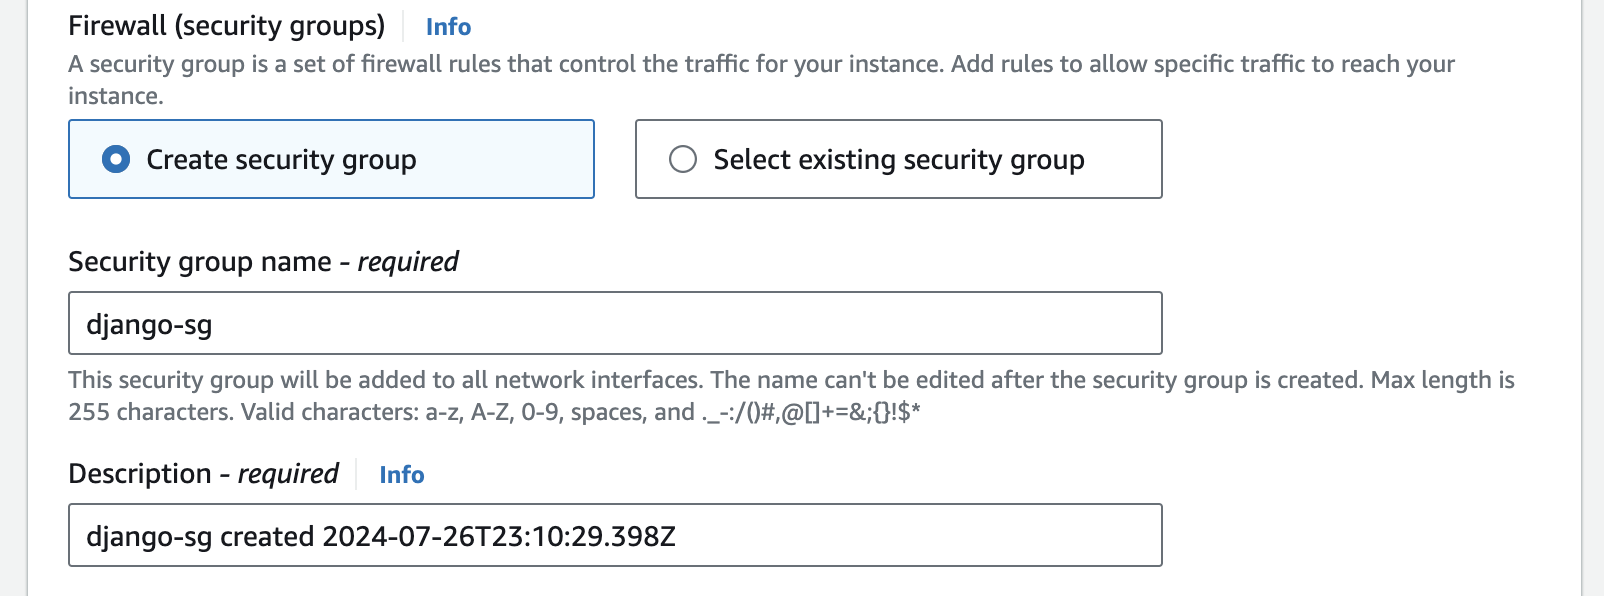 Firewall (security groups) Info
A security group is a set of firewall rules that control the traffic for your instance. Add rules to allow specific traffic to reach your
instance.
Create security group Select existing security group
Security group name - required
django-sg
This security group will be added to all network interfaces. The name can't be edited after the security group is created. Max length is
255 characters. Valid characters: a-z, A-Z, 0-9, spaces, and ._-:/()#,@[]+=&;{}!$*
Description - required Info
django-sg created 2024-07-26T23:10:29.398Z